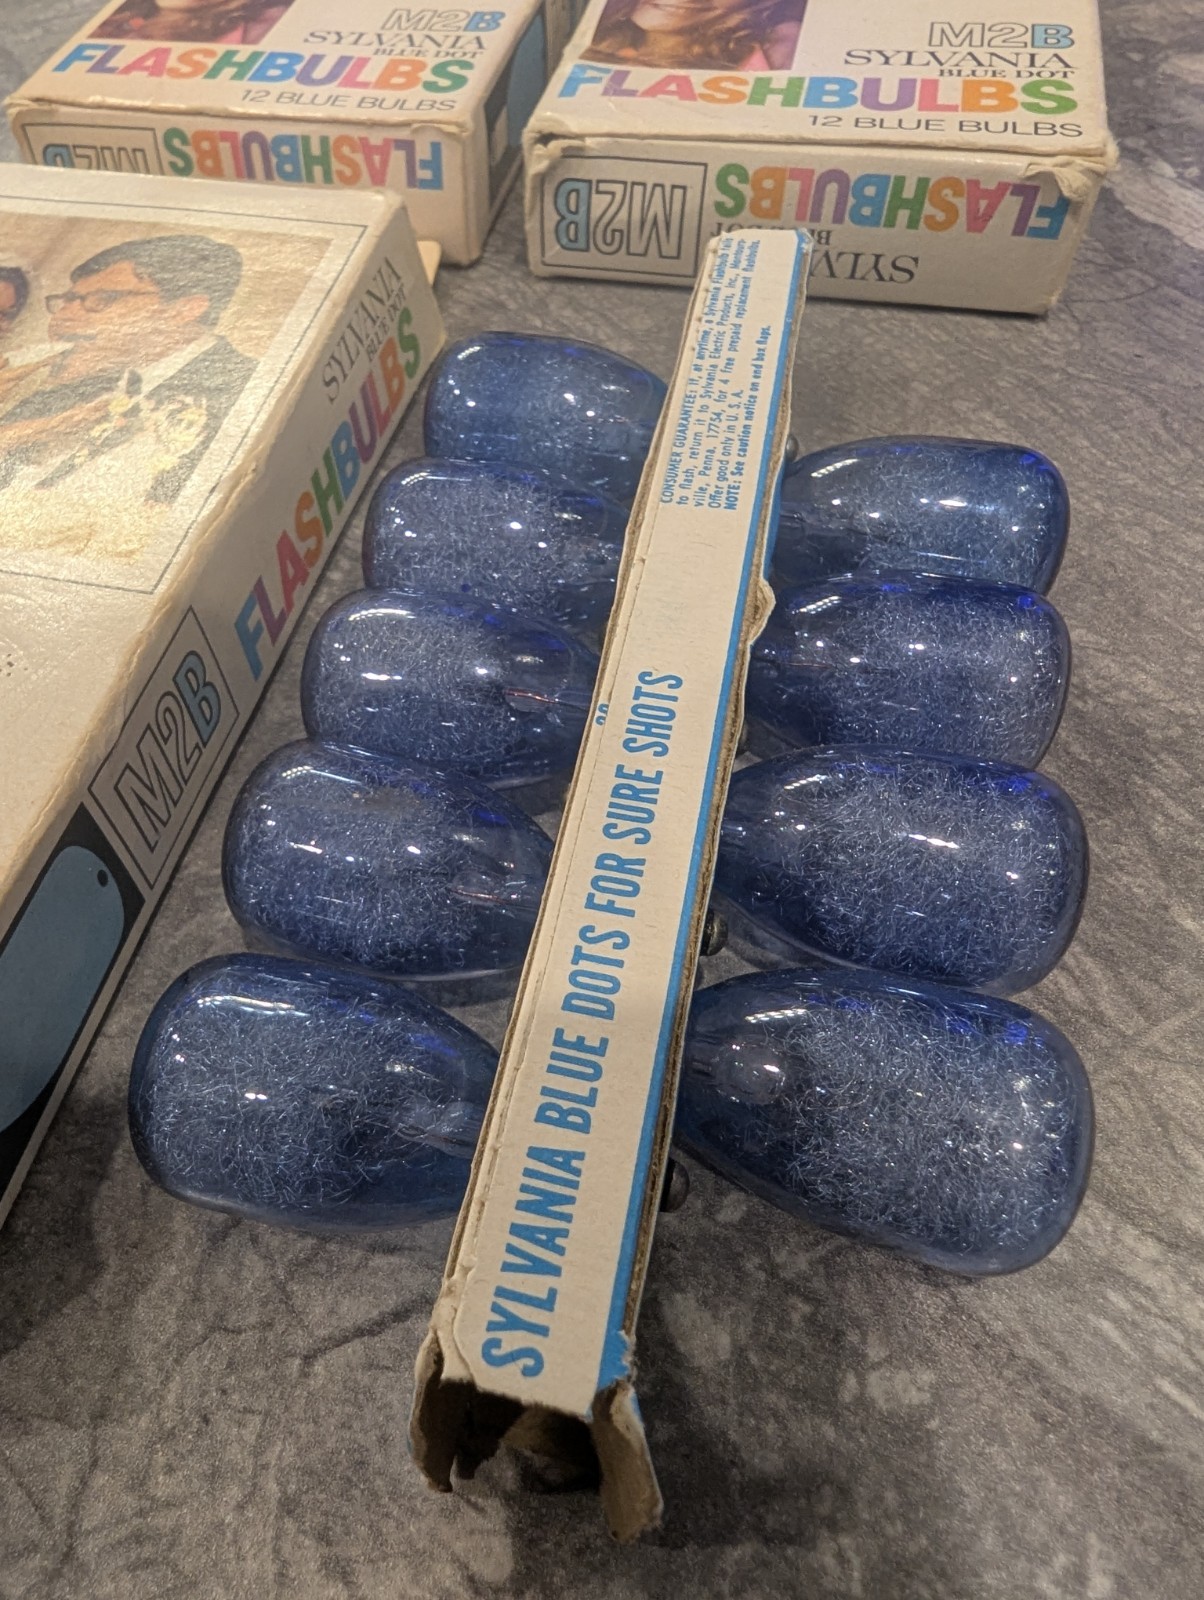 M2B
SYLVANIA
BLUE DOT
FLASHBULBS
12 BLUE BULBS
M2B
FLASHBULBS
M2B
SYLVANIA
BLUE DOT
FLASHBULBS
12 BLUE BULBS
M2B
FLASHBULBS
SYLV
SYLVANIA
BLUE DOT
FLASHBULBS
M2B
CONSUMER GUARANTEE: If, at anytime, a Sylvania Flashbulb fails
to flash, return it to Sylvania Electric Products, Inc., Montours-
ville, Penna. 17754, for 4 free prepaid replacement flashbulbs.
Offer good only in U. S. A.
NOTE: See caution notice on end box flaps.
SYLVANIA BLUE DOTS FOR SURE SHOTS